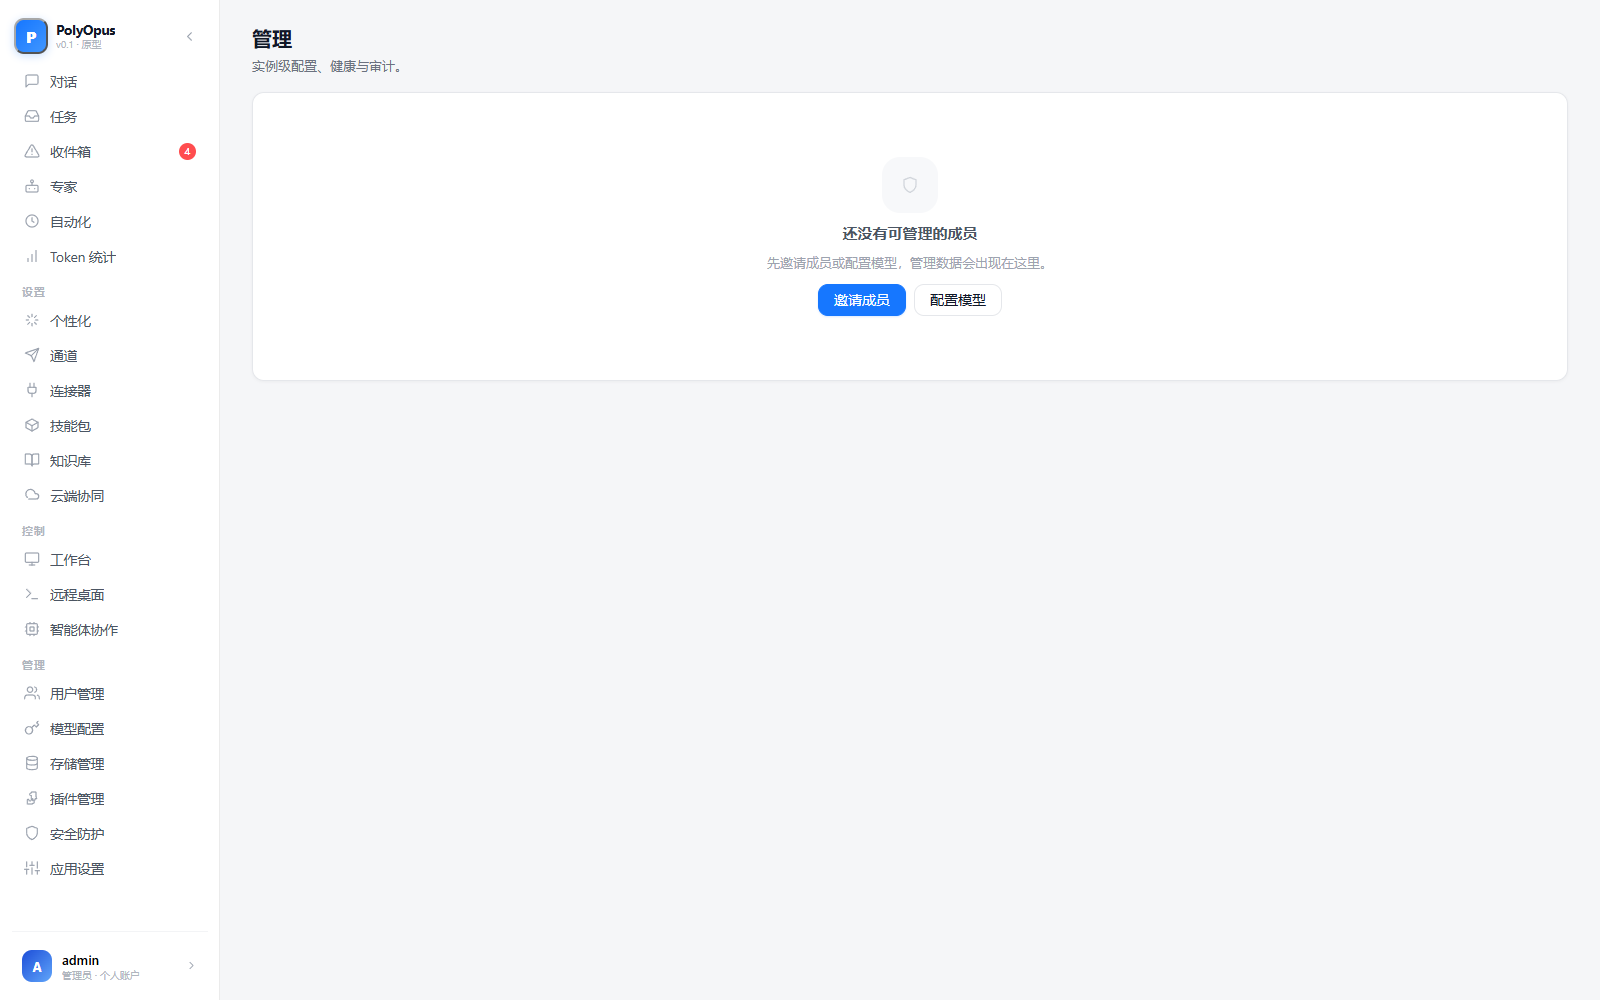 P
PolyOpus
v0.1 · 原型
对话
任务
收件箱
4
专家
自动化
Token 统计
设置
个性化
通道
连接器
技能包
知识库
云端协同
控制
工作台
远程桌面
智能体协作
管理
用户管理
模型配置
存储管理
插件管理
安全防护
应用设置
A
admin
管理员 · 个人账户
管理
实例级配置、健康与审计。
还没有可管理的成员
先邀请成员或配置模型，管理数据会出现在这里。
邀请成员
配置模型